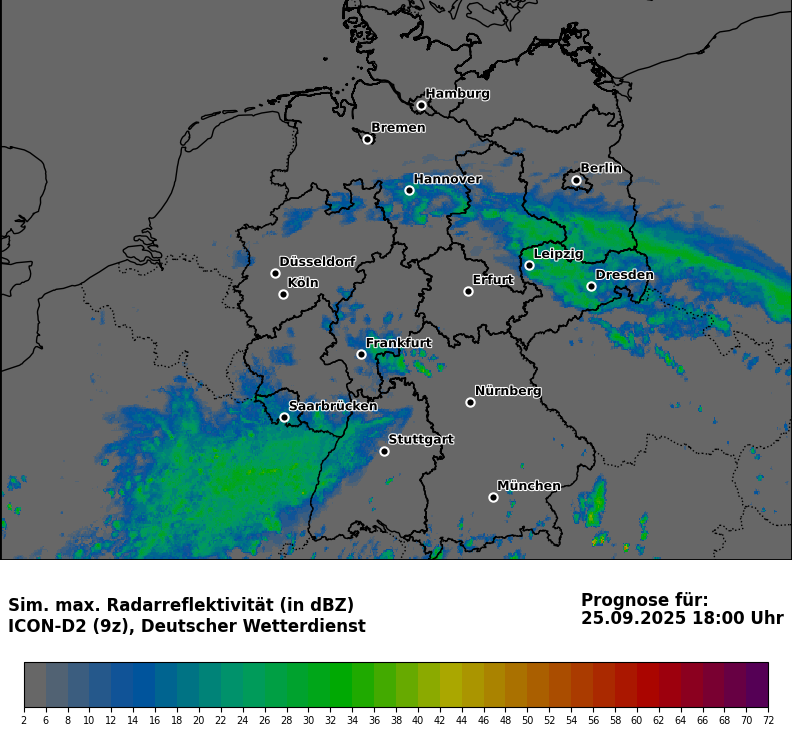 Hamburg
Bremen
Berlin
Hannover
Leipzig
Düsseldorf
Dresden
Köln
Erfurt
Frankfurt
Nürnberg
Saarbrücken
Stuttgart
München
Sim. max. Radarreflektivität (in dBZ)
ICON-D2 (9z), Deutscher Wetterdienst
Prognose für:
25.09.2025 18:00 Uhr
2 6 8 10 12 14 16 18 20 22 24 26 28 30 32 34 36 38 40 42 44 46 48 50 52 54 56 58 60 62 64 66 68 70 72